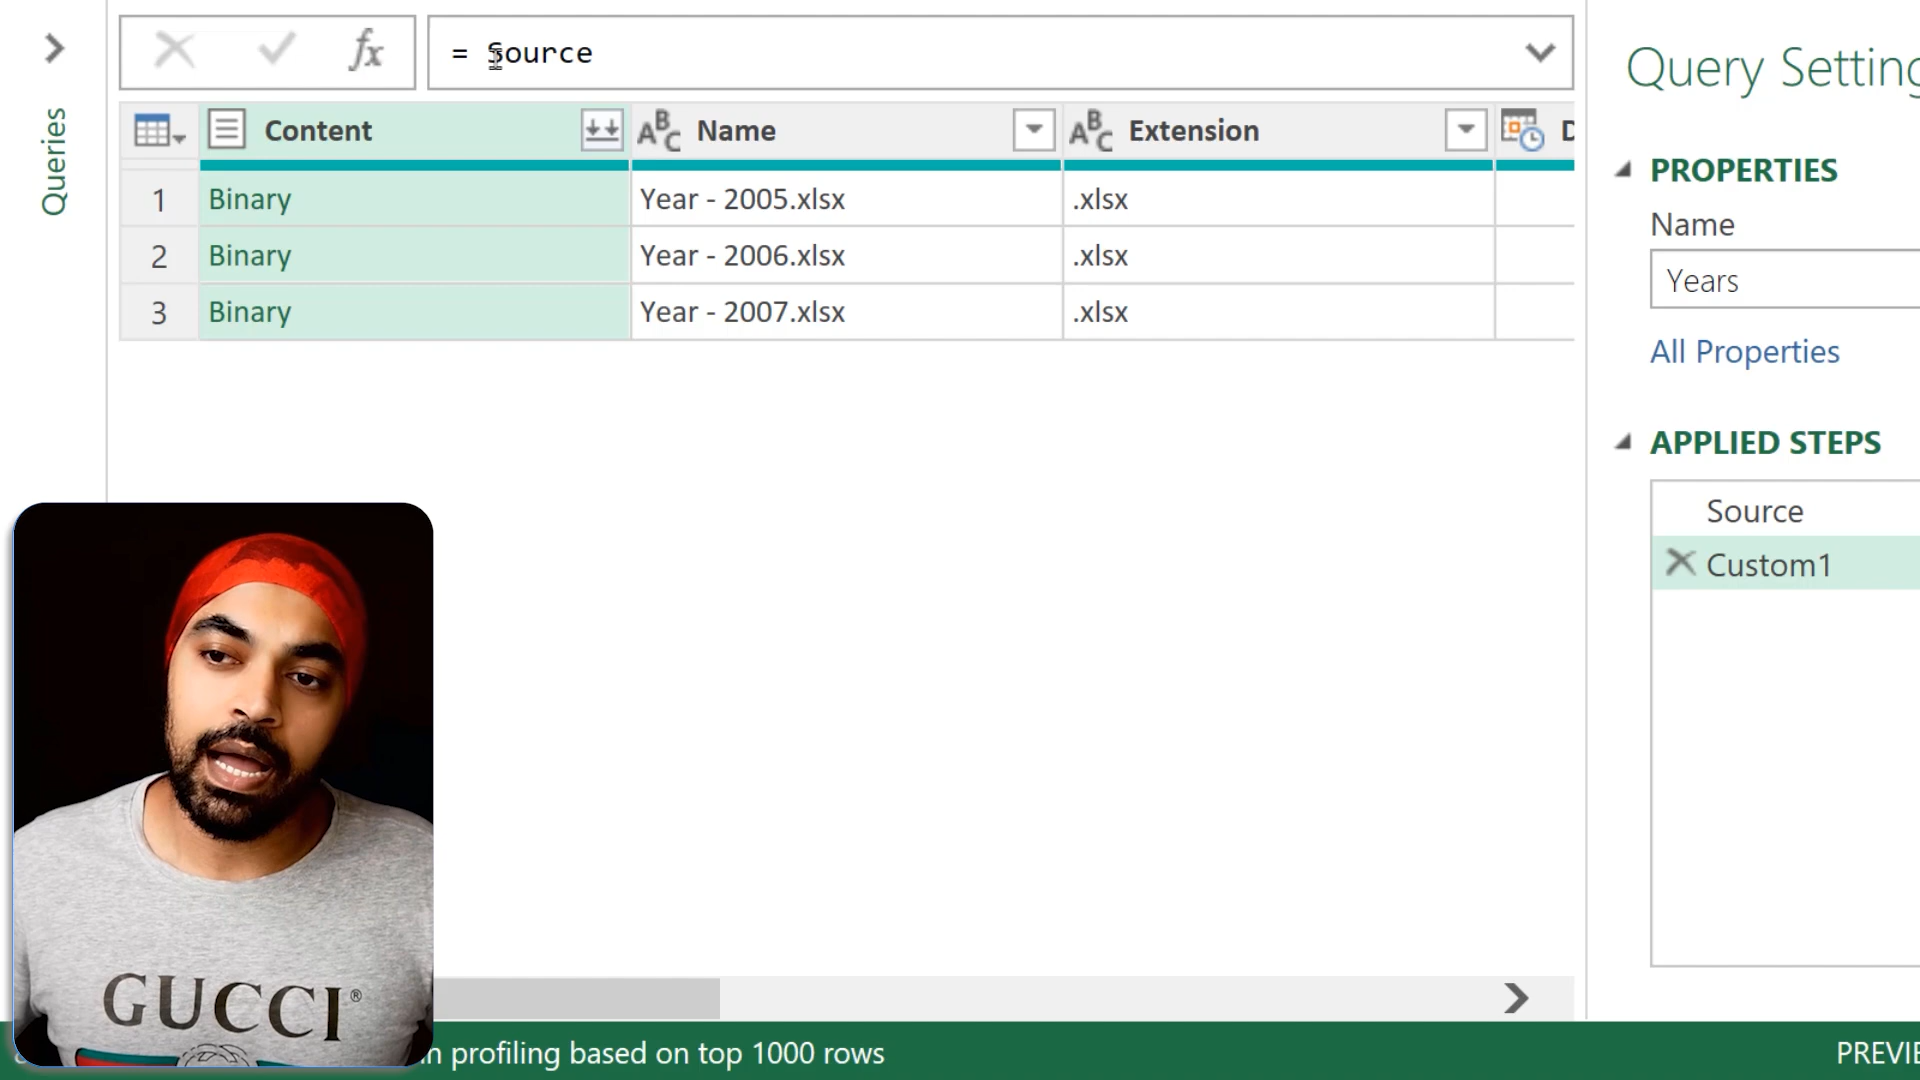 = Source
Queries
Content Name Extension
1 Binary Year - 2005.xlsx .xlsx
2 Binary Year - 2006.xlsx .xlsx
3 Binary Year - 2007.xlsx .xlsx
Query Setting
PROPERTIES
Name
Years
All Properties
APPLIED STEPS
Source
Custom1
GUCCI®
n profiling based on top 1000 rows
PREVIE